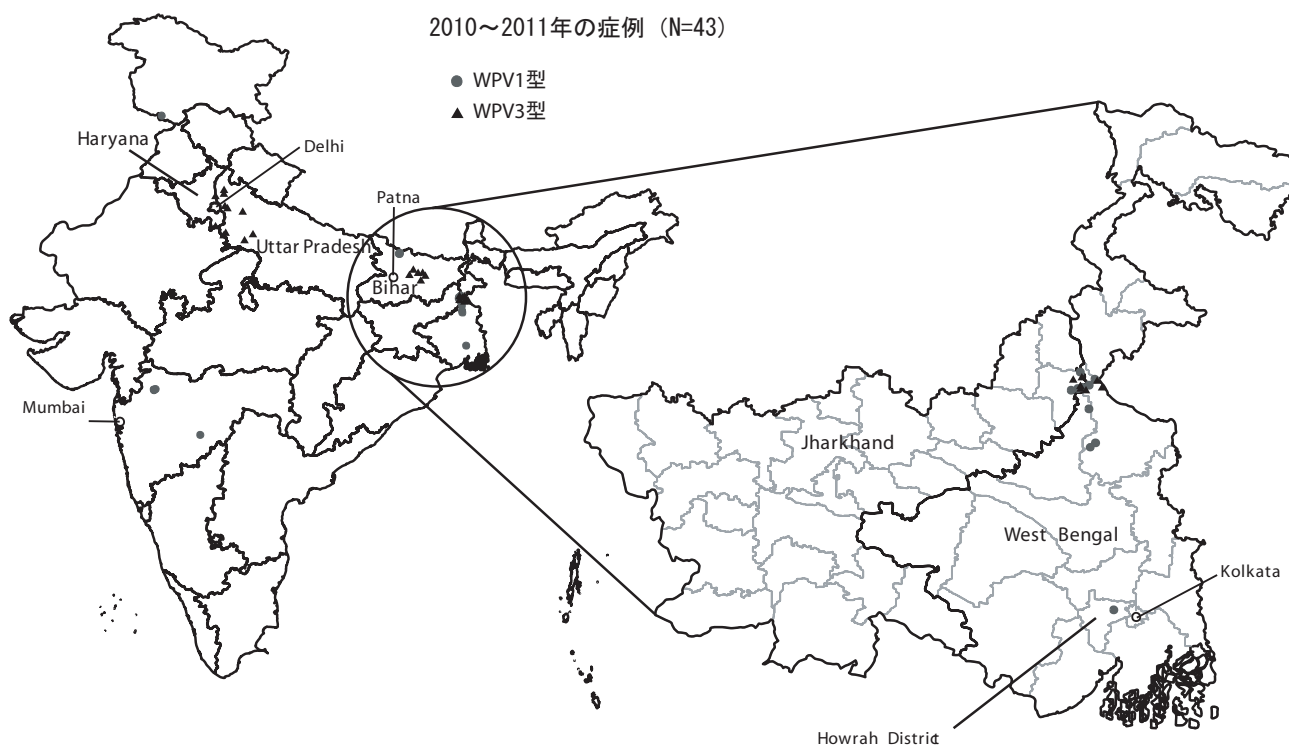 2010〜2011年の症例（N=43）
WPV1型
WPV3型
Haryana
Delhi
Patna
Uttar Pradesh
Bihar
Mumbai
Jharkhand
West Bengal
Kolkata
Howrah District